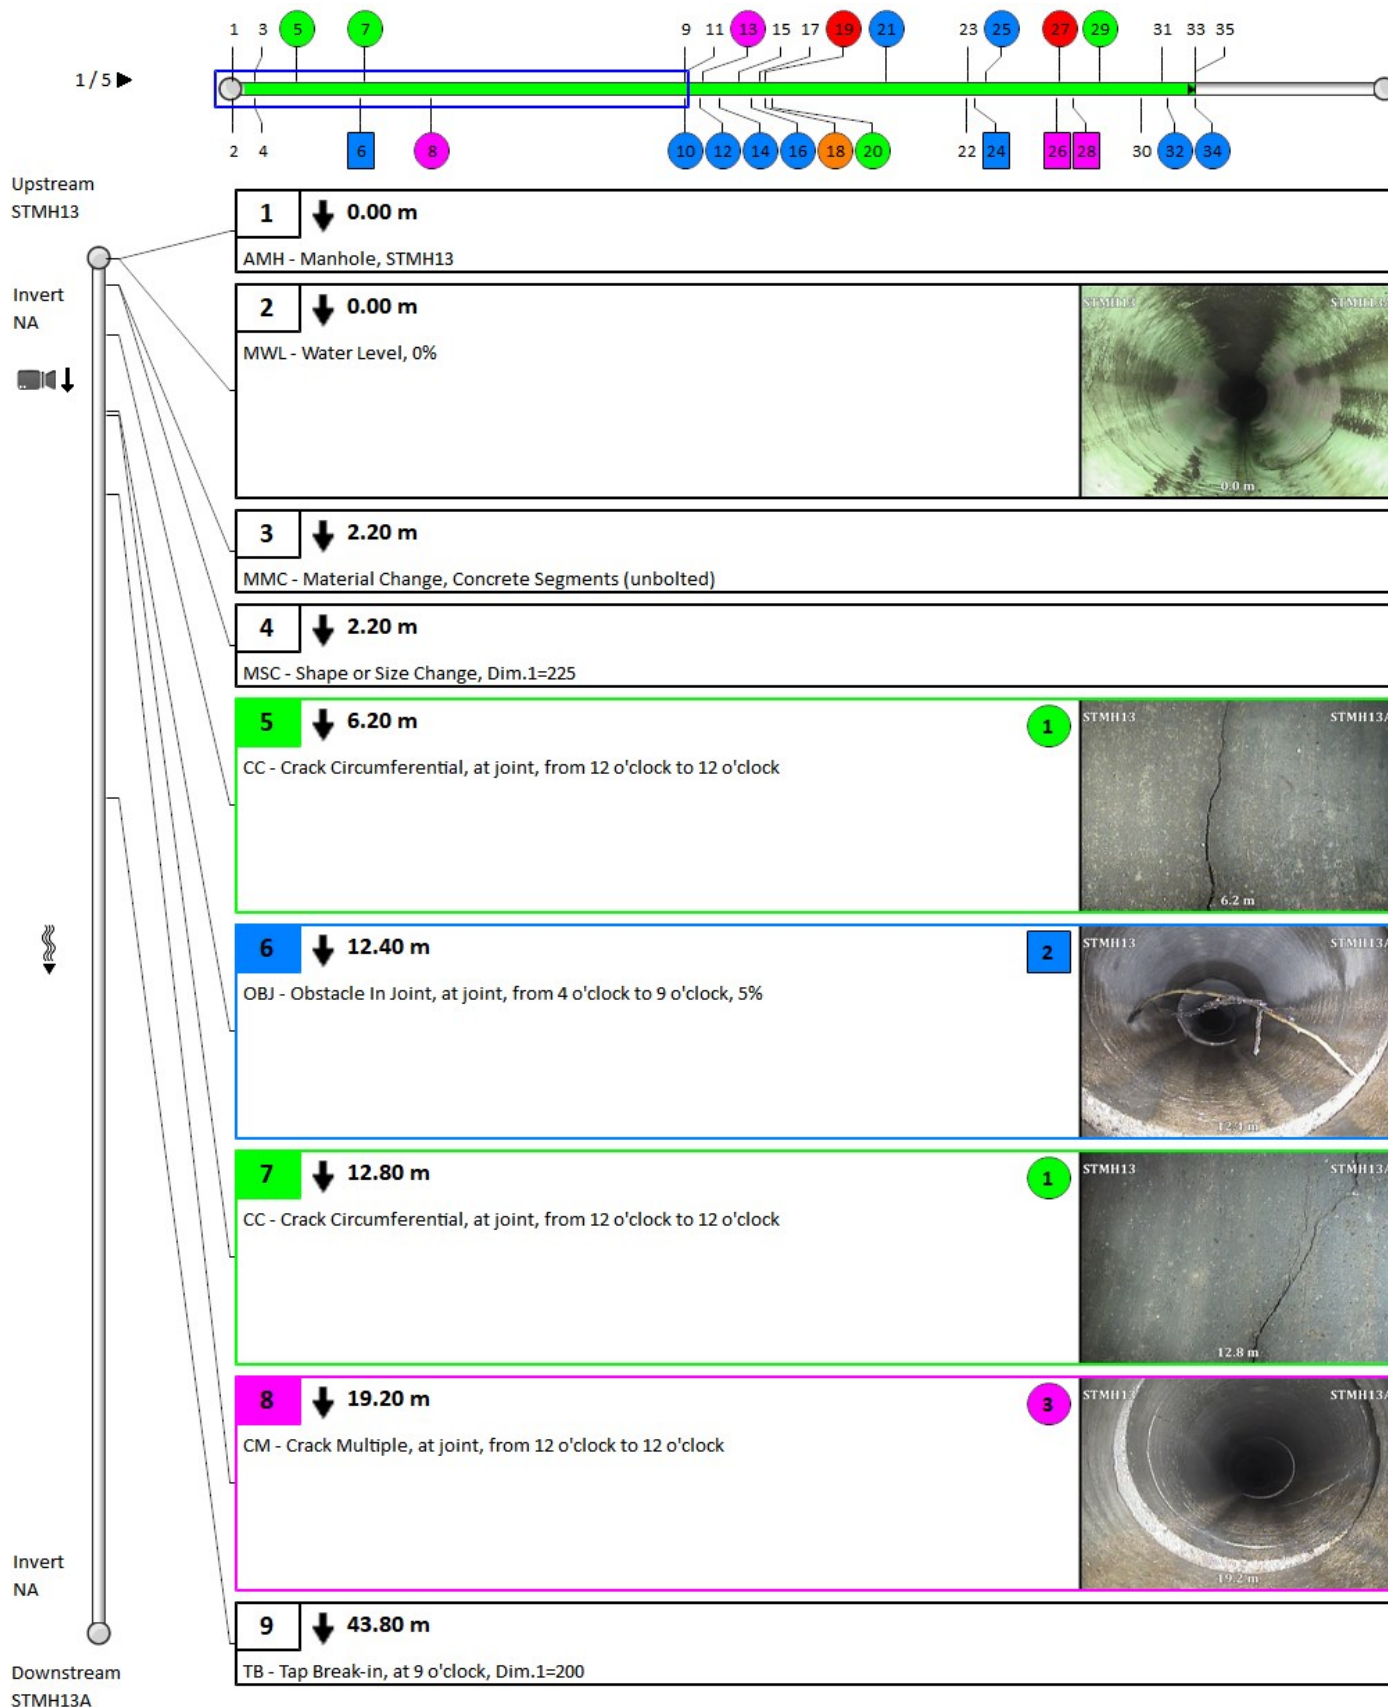 1 3 5 7 9 11 13 15 17 19 21 23 25 27 29 31 33 35
1 / 5
2 4 6 8 10 12 14 16 18 20 22 24 26 28 30 32 34
Upstream
STMH13
1 0.00 m
AMH - Manhole, STMH13
Invert
NA
2 0.00 m
MWL - Water Level, 0%
STMH13
0.0 m
3 2.20 m
MMC - Material Change, Concrete Segments (unbolted)
4 2.20 m
MSC - Shape or Size Change, Dim.1=225
5 6.20 m 1
CC - Crack Circumferential, at joint, from 12 o'clock to 12 o'clock
STMH13 STMH13A
6.2 m
6 12.40 m 2
OBJ - Obstacle In Joint, at joint, from 4 o'clock to 9 o'clock, 5%
STMH13 STMH13A
12.4 m
7 12.80 m 1
CC - Crack Circumferential, at joint, from 12 o'clock to 12 o'clock
STMH13 STMH13A
12.8 m
8 19.20 m 3
CM - Crack Multiple, at joint, from 12 o'clock to 12 o'clock
STMH13 STMH13A
19.2 m
Invert
NA
9 43.80 m
TB - Tap Break-in, at 9 o'clock, Dim.1=200
Downstream
STMH13A